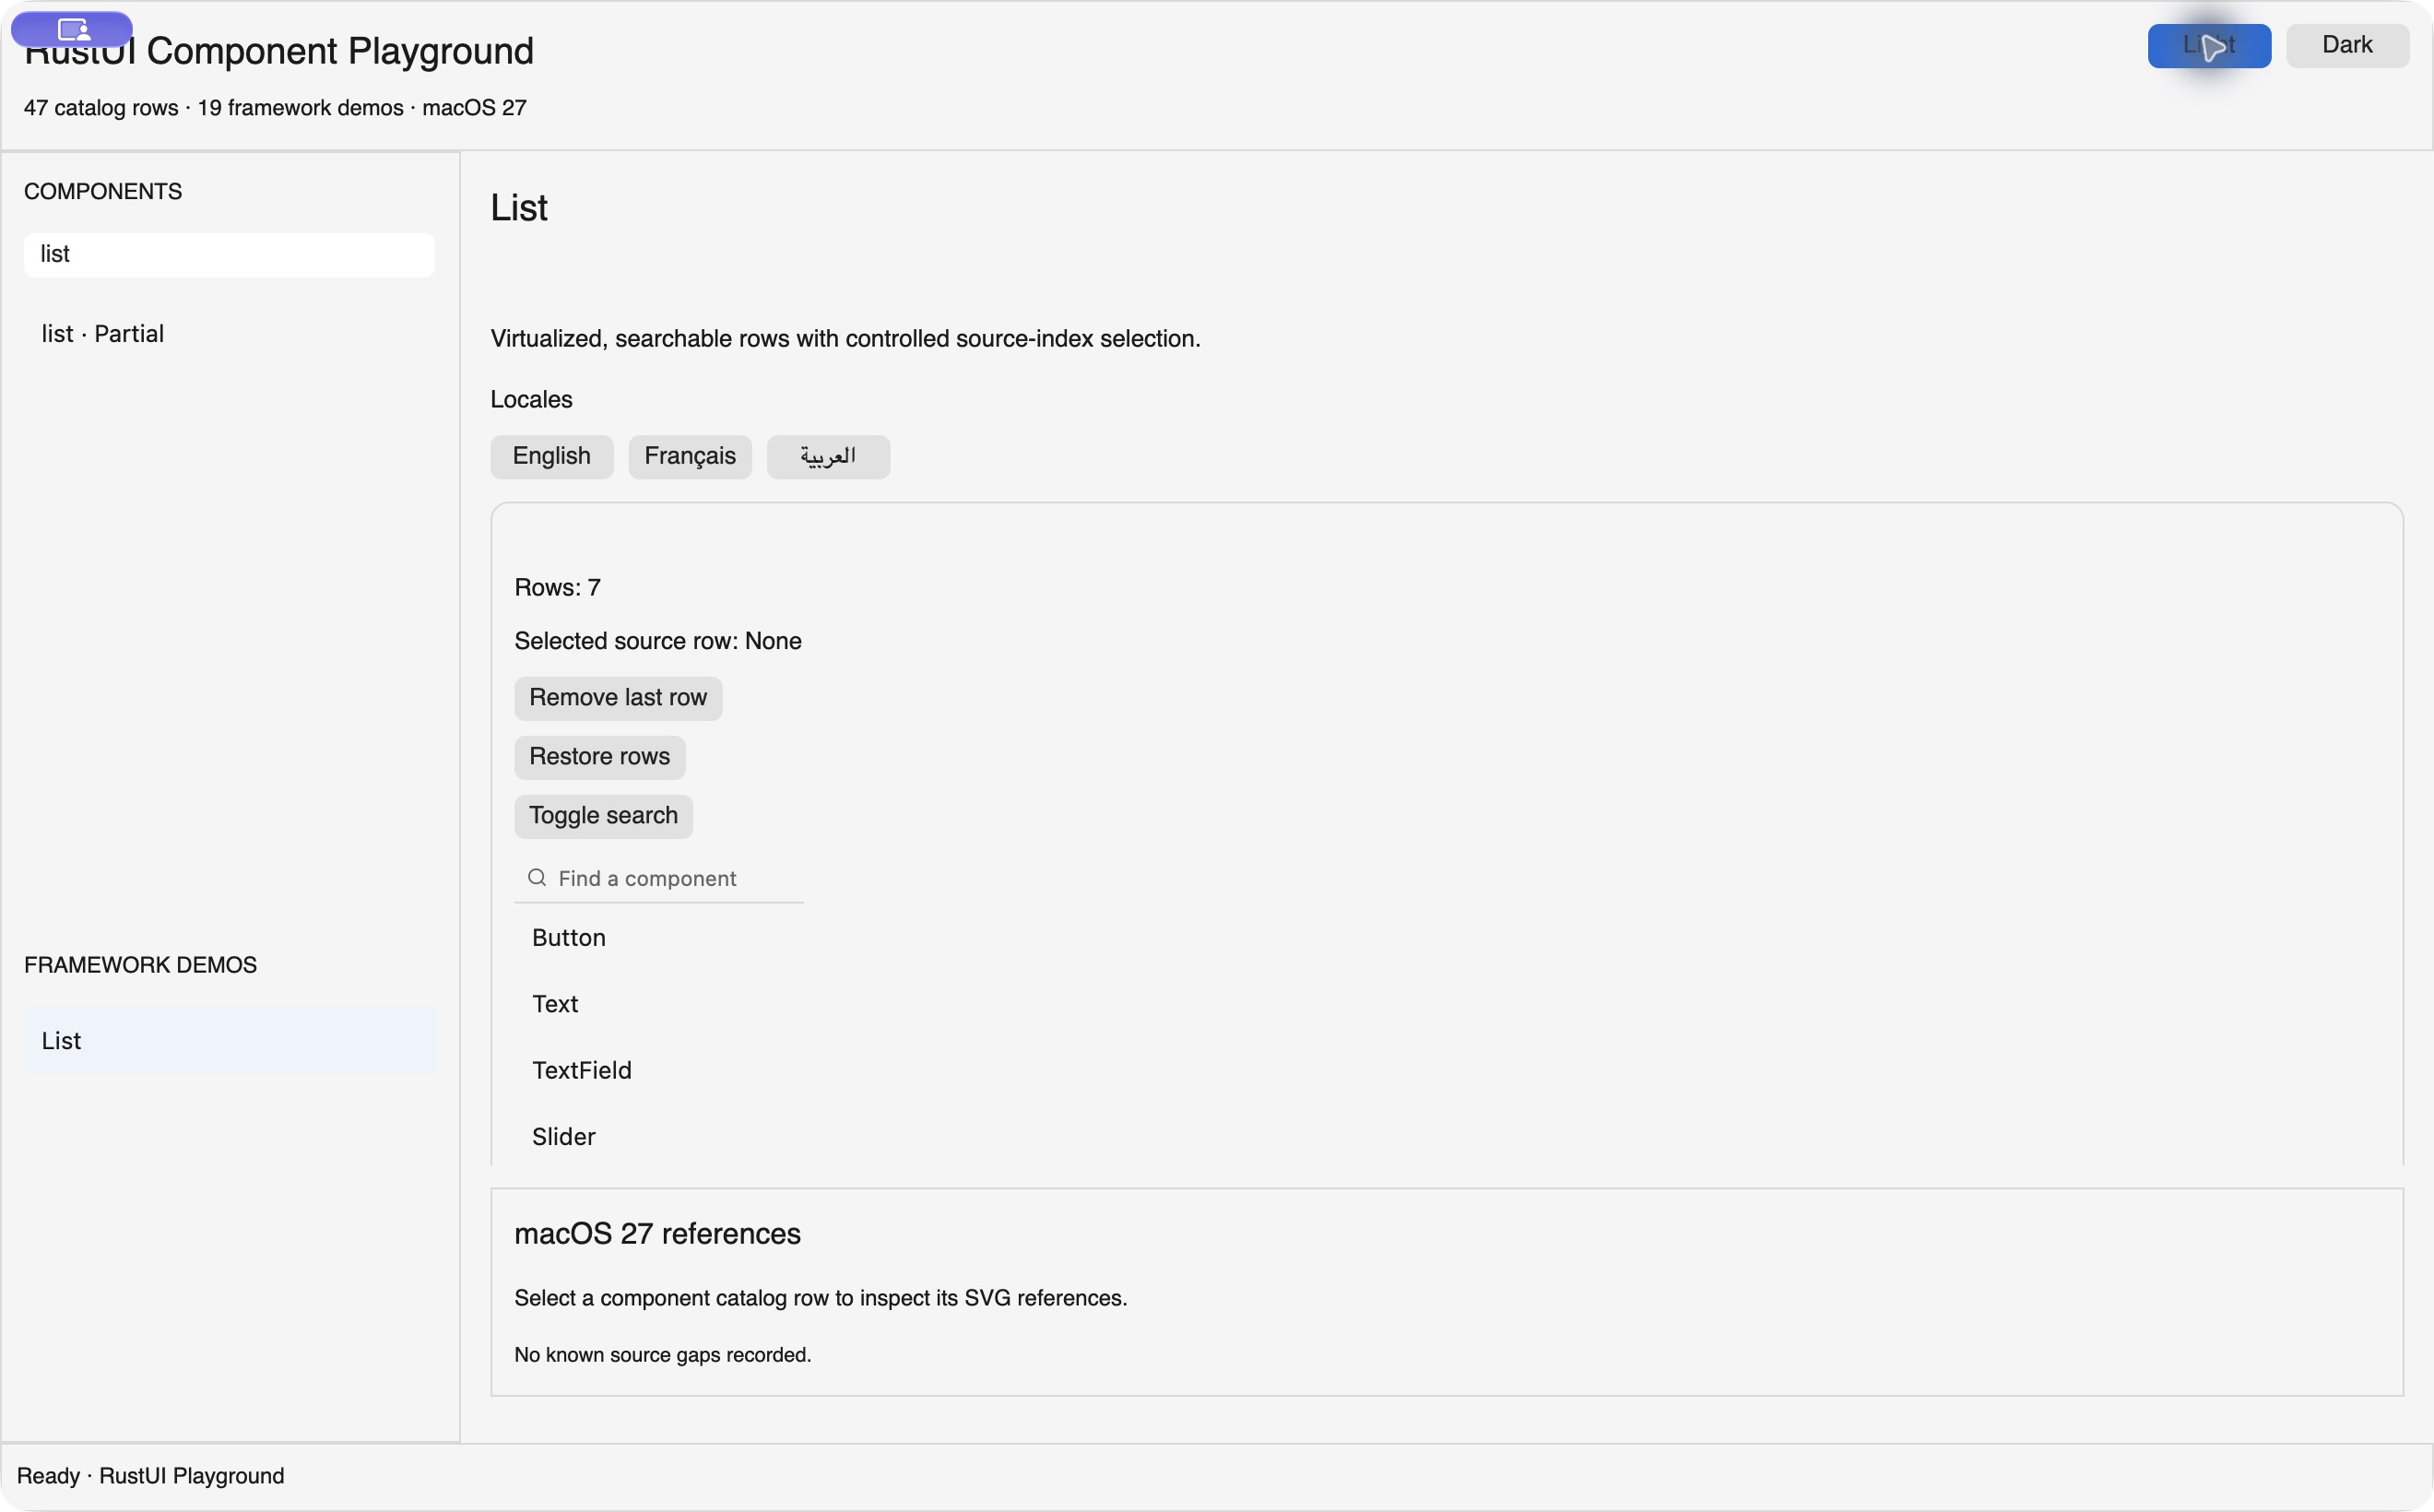 RustUI Component Playground
Dark
47 catalog rows · 19 framework demos · macOS 27
COMPONENTS
list
list · Partial
FRAMEWORK DEMOS
List
List
Virtualized, searchable rows with controlled source-index selection.
Locales
English Français العربية
Rows: 7
Selected source row: None
Remove last row
Restore rows
Toggle search
Find a component
Button
Text
TextField
Slider
macOS 27 references
Select a component catalog row to inspect its SVG references.
No known source gaps recorded.
Ready · RustUI Playground